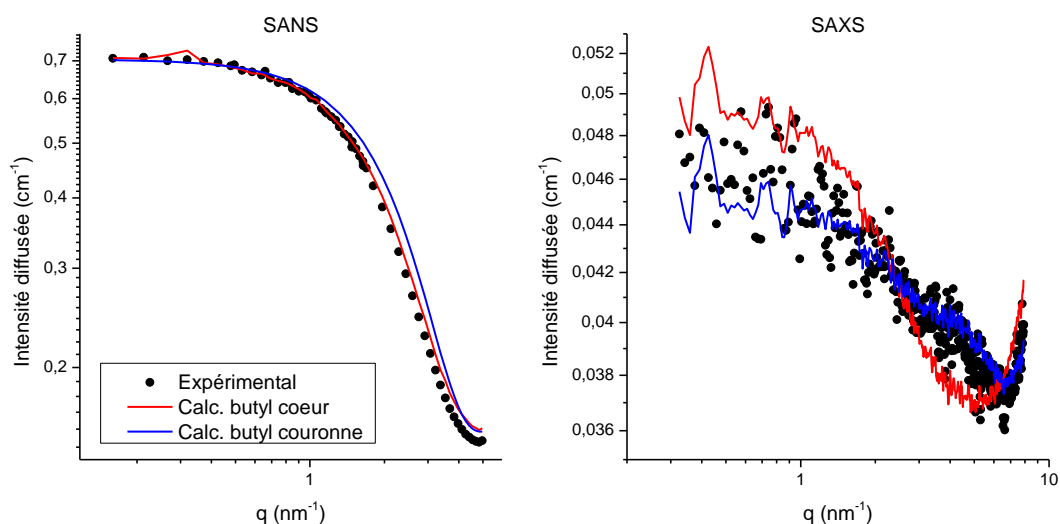 SANS
SAXS
Intensité diffusée (cm-1)
0,7
0,6
0,5
0,4
0,3
0,2
Expérimental
Calc. butyl coeur
Calc. butyl couronne
1
q (nm-1)
Intensité diffusée (cm-1)
0,052
0,05
0,048
0,046
0,044
0,042
0,04
0,038
0,036
1
10
q (nm-1)